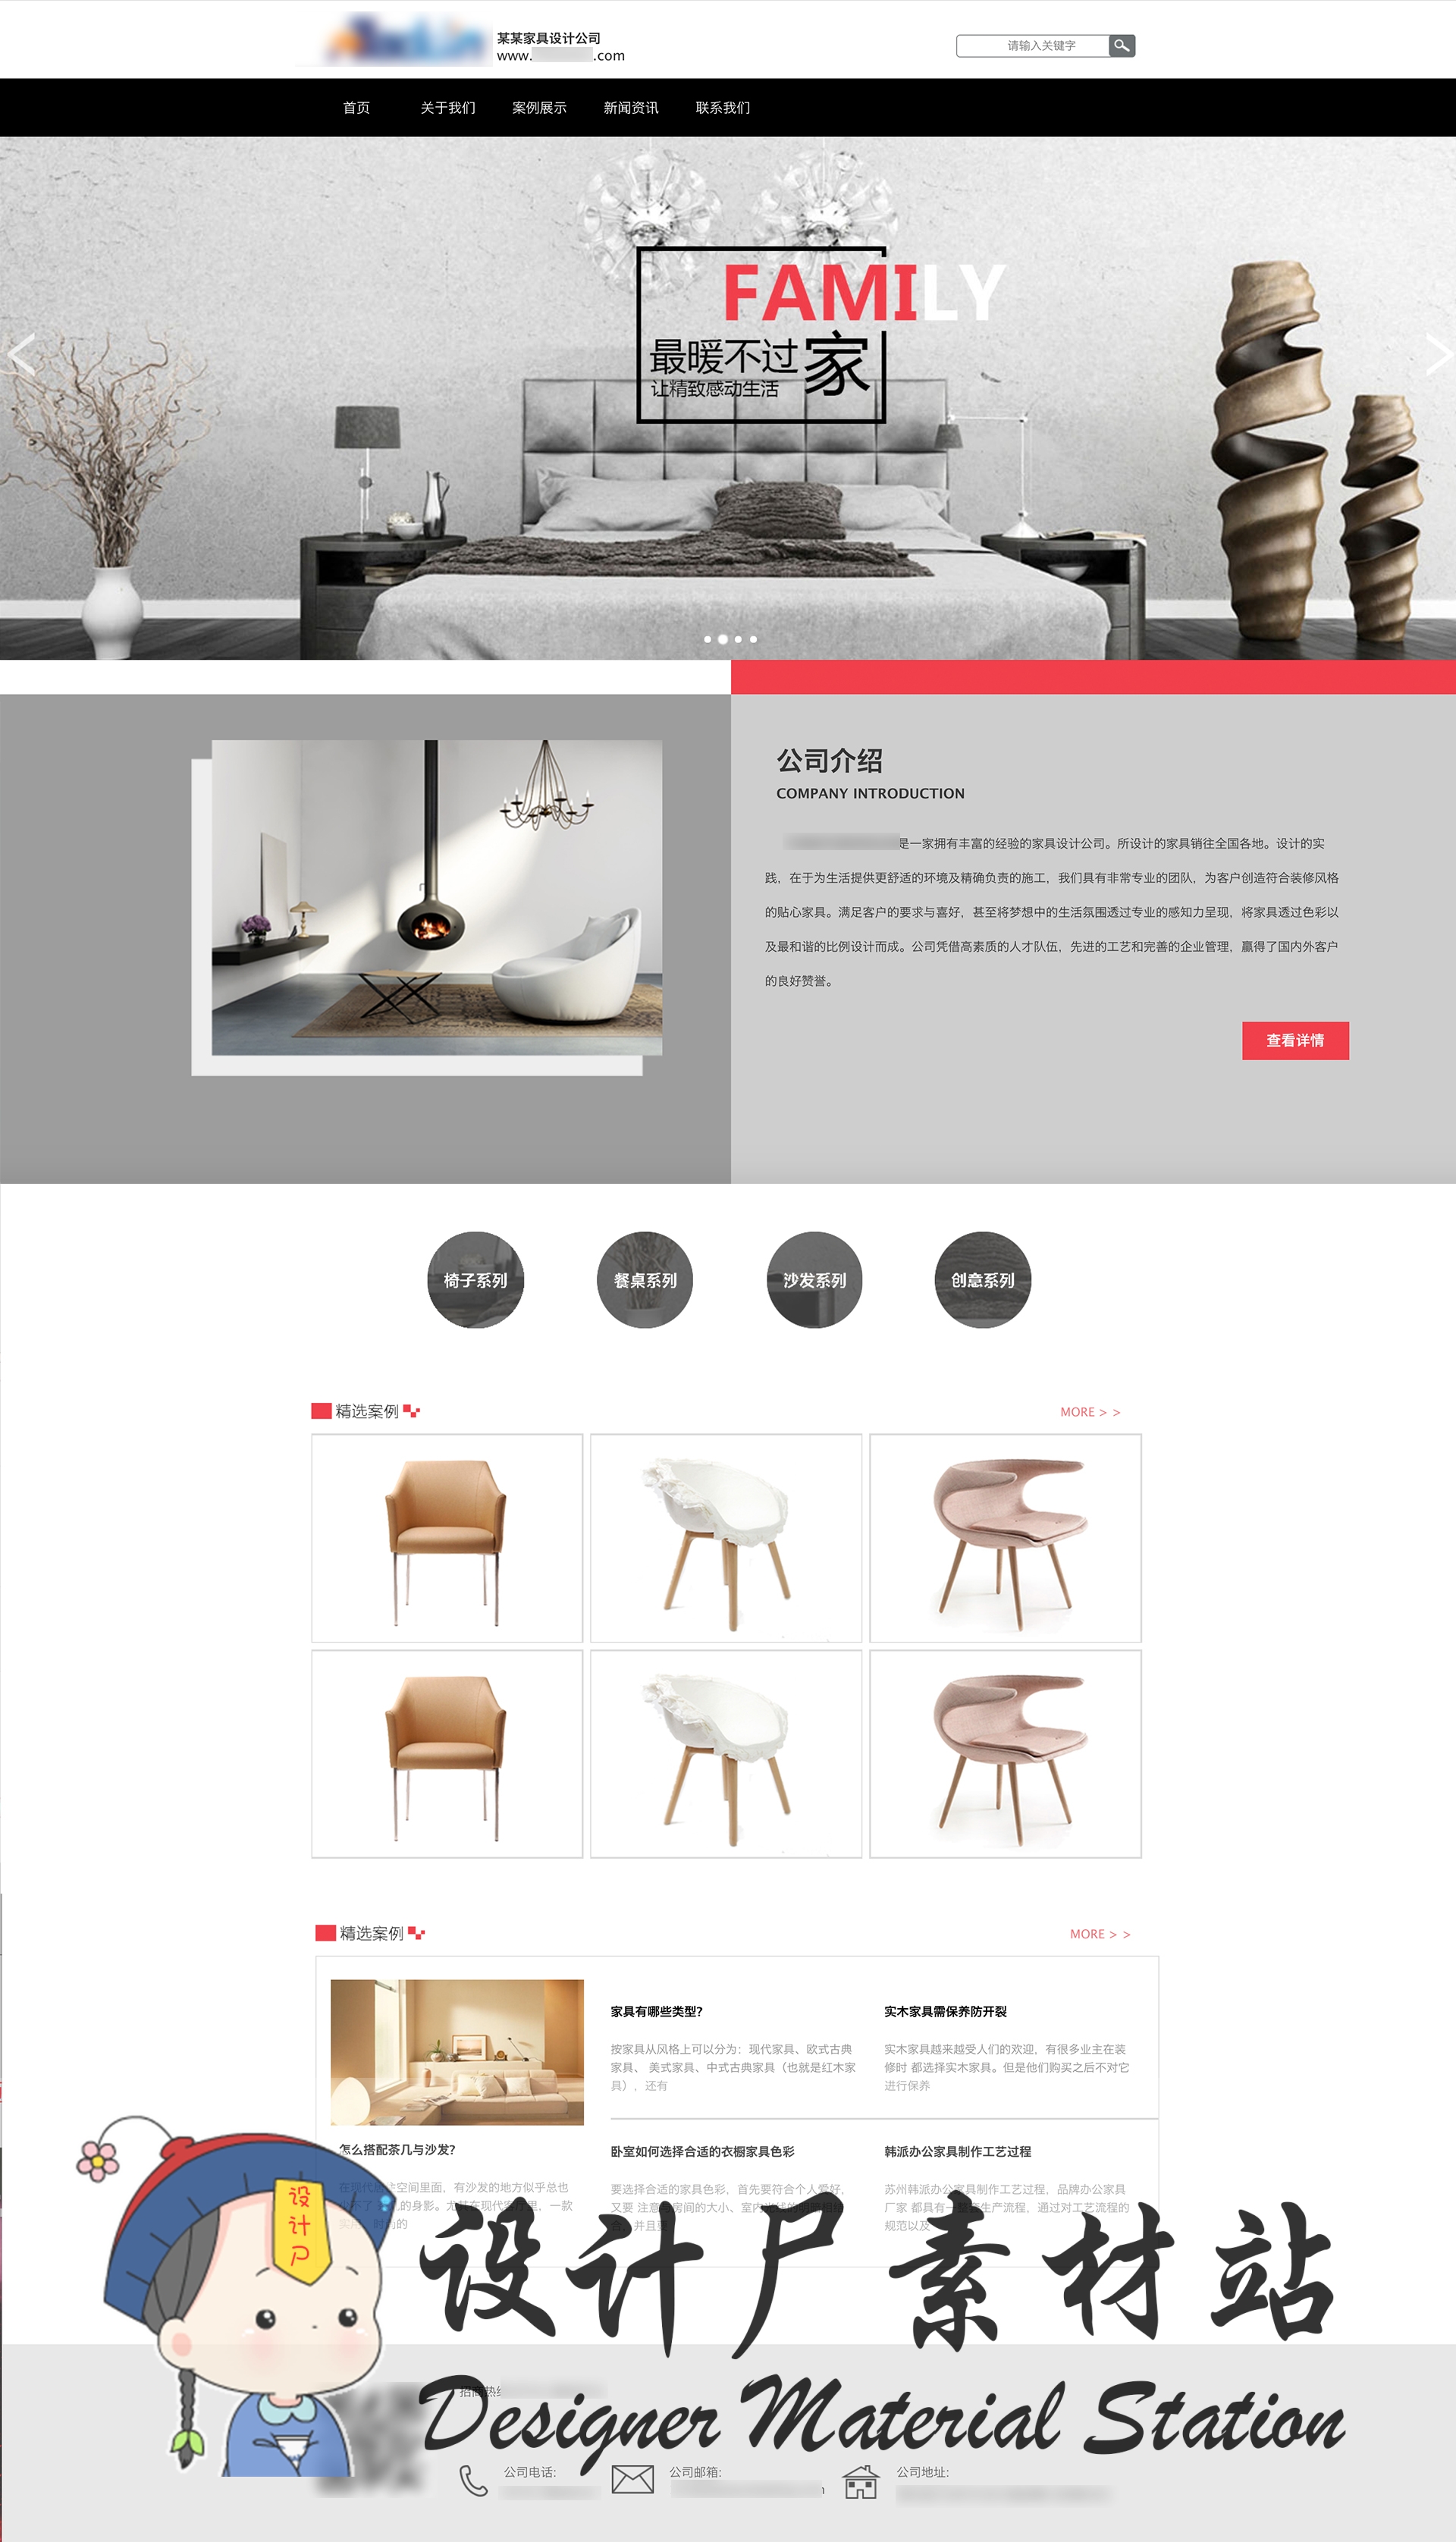 某某家具设计公司
www.
.com
请输入关键字
首页 关于我们 案例展示 新闻资讯 联系我们
FAMILY
最暖不过家
让精致感动生活
公司介绍
COMPANY INTRODUCTION
是一家拥有丰富的经验的家具设计公司。所设计的家具销往全国各地。设计的实
践，在于为生活提供更舒适的环境及精确负责的施工，我们具有非常专业的团队，为客户创造符合装修风格
的贴心家具。满足客户的要求与喜好，甚至将梦想中的生活氛围透过专业的感知力呈现，将家具透过色彩以
及最和谐的比例设计而成。公司凭借高素质的人才队伍，先进的工艺和完善的企业管理，赢得了国内外客户
的良好赞誉。
查看详情
椅子系列 餐桌系列 沙发系列 创意系列
精选案例
MORE > >
精选案例
MORE > >
家具有哪些类型?
按家具从风格上可以分为：现代家具、欧式古典
家具、 美式家具、中式古典家具（也就是红木家
具），还有
实木家具需保养防开裂
实木家具越来越受人们的欢迎，有很多业主在装
修时 都选择实木家具。但是他们购买之后不对它
进行保养
怎么搭配茶几与沙发?
空间里面，有沙发的地方似乎总也
的身影。尤其在现代客厅里，一款
时尚的
卧室如何选择合适的衣橱家具色彩
要选择合适的家具色彩，首先要符合个人爱好，
又要 注意 房间的大小、室内
并且要
韩派办公家具制作工艺过程
苏州韩派办公家具制作工艺过程，品牌办公家具
厂家 都具有一 生产流程，通过对工艺流程的
规范以及
设计尸
设计尸素材站
Designer Material Station
招商热线
公司电话:
公司邮箱:
公司地址: